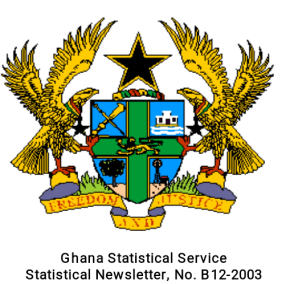 FREEDOM AND JUSTICE
Ghana Statistical Service
Statistical Newsletter, No. B12-2003